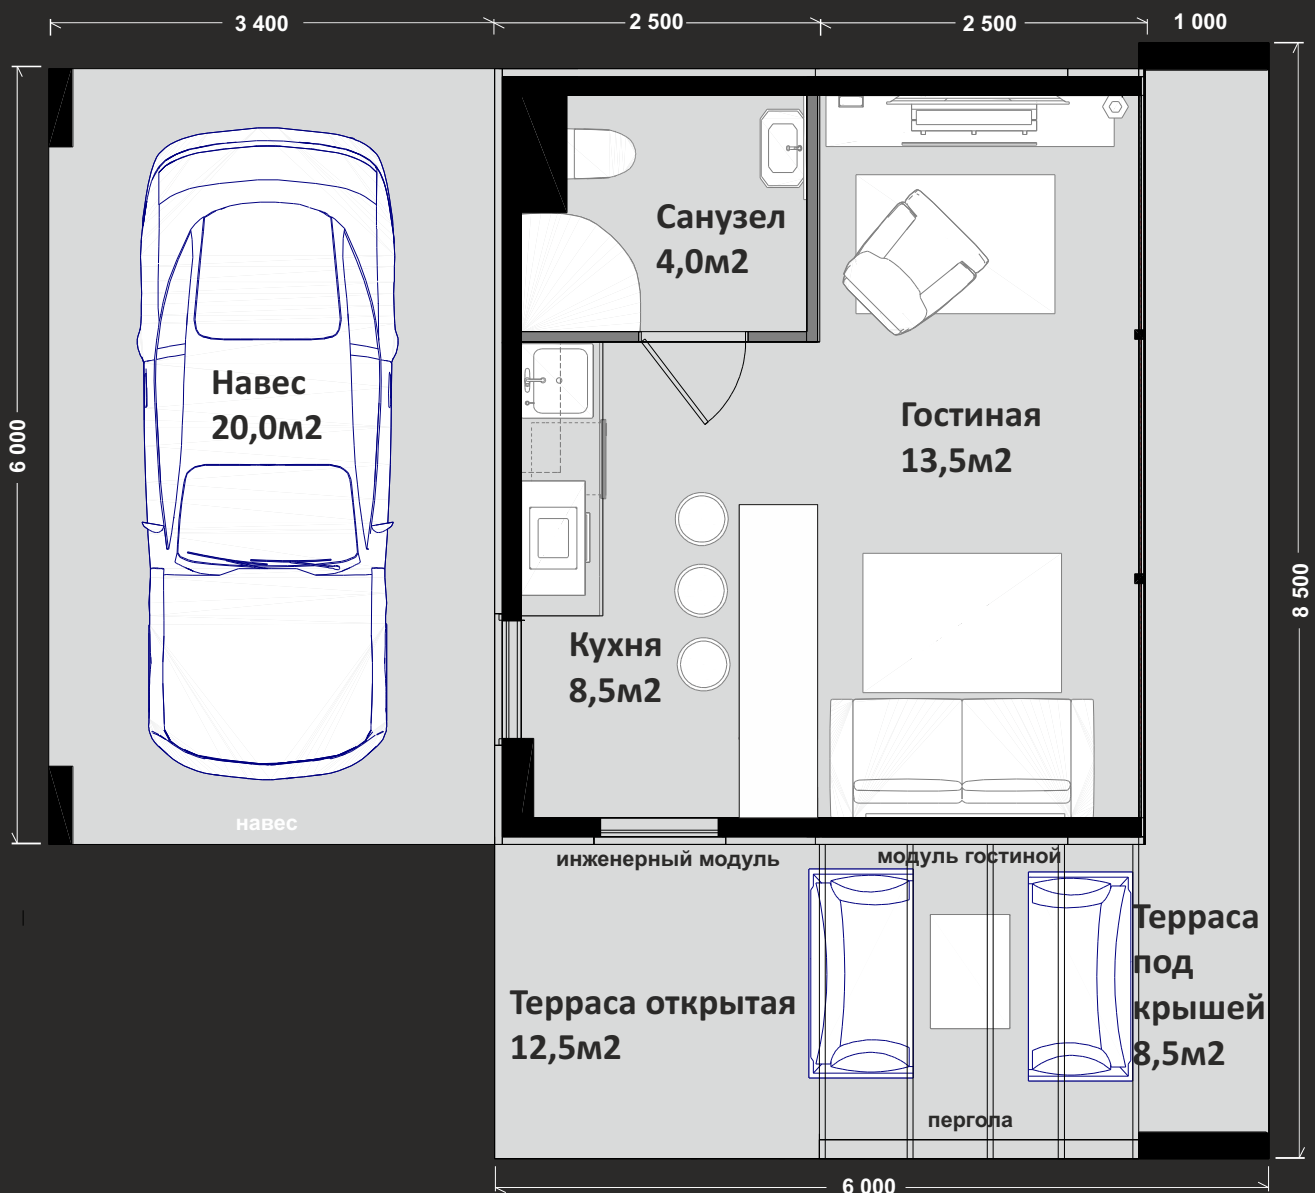 3 400
2 500
2 500
1 000
Санузел
4,0м2
Навес
20,0м2
Гостиная
13,5м2
6 000
8 500
Кухня
8,5м2
навес
инженерный модуль
модуль гостиной
Терраса
под
крышей
8,5м2
Терраса открытая
12,5м2
пергола
6 000